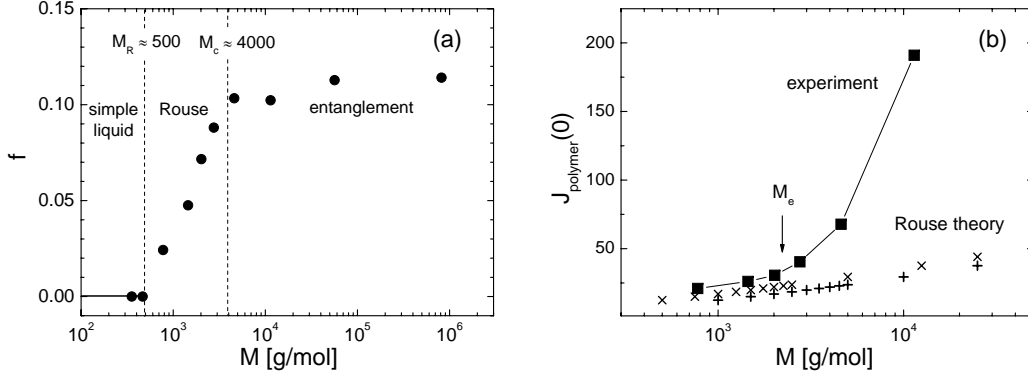 (a)
M_R ≈ 500
M_c ≈ 4000
simple
liquid
Rouse
entanglement
f
0.15
0.10
0.05
0.00
10^2
10^3
10^4
10^5
10^6
M [g/mol]
(b)
experiment
M_e
Rouse theory
J_polymer(0)
200
150
100
50
10^3
10^4
M [g/mol]